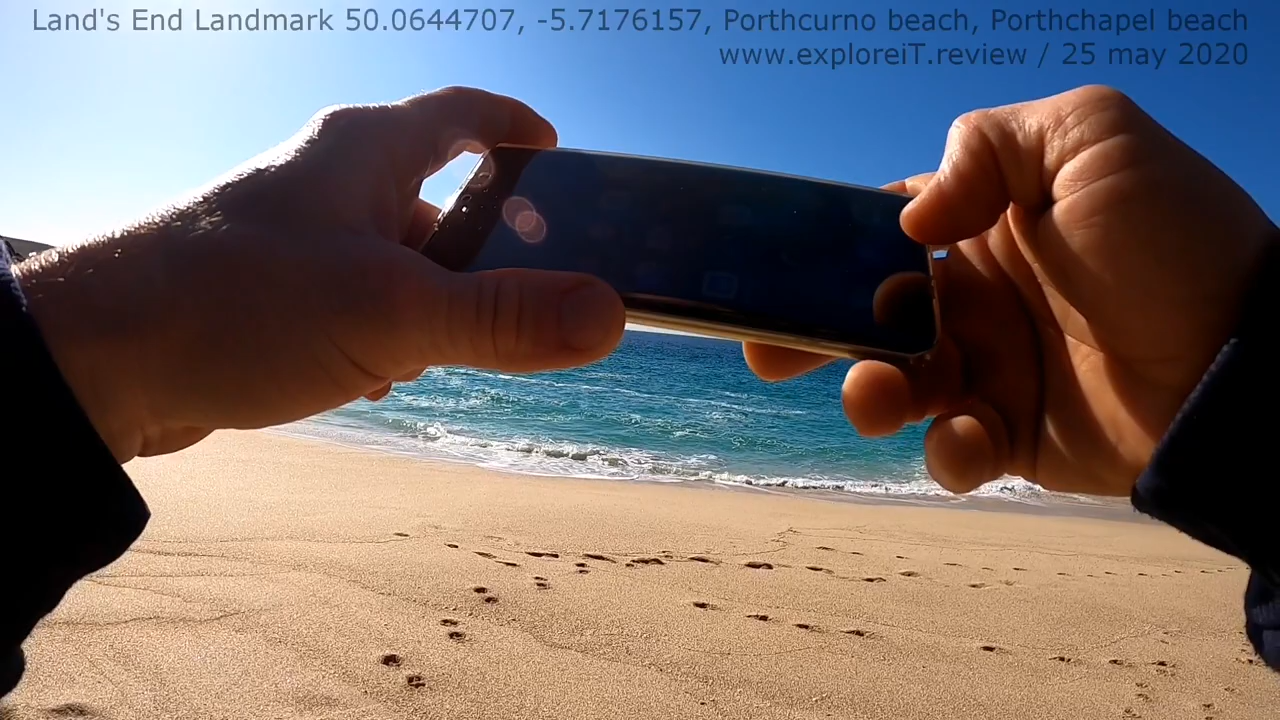 Land's End Landmark 50.0644707, -5.7176157, Porthcurno beach, Porthchapel beach
www.exploreiT.review / 25 may 2020